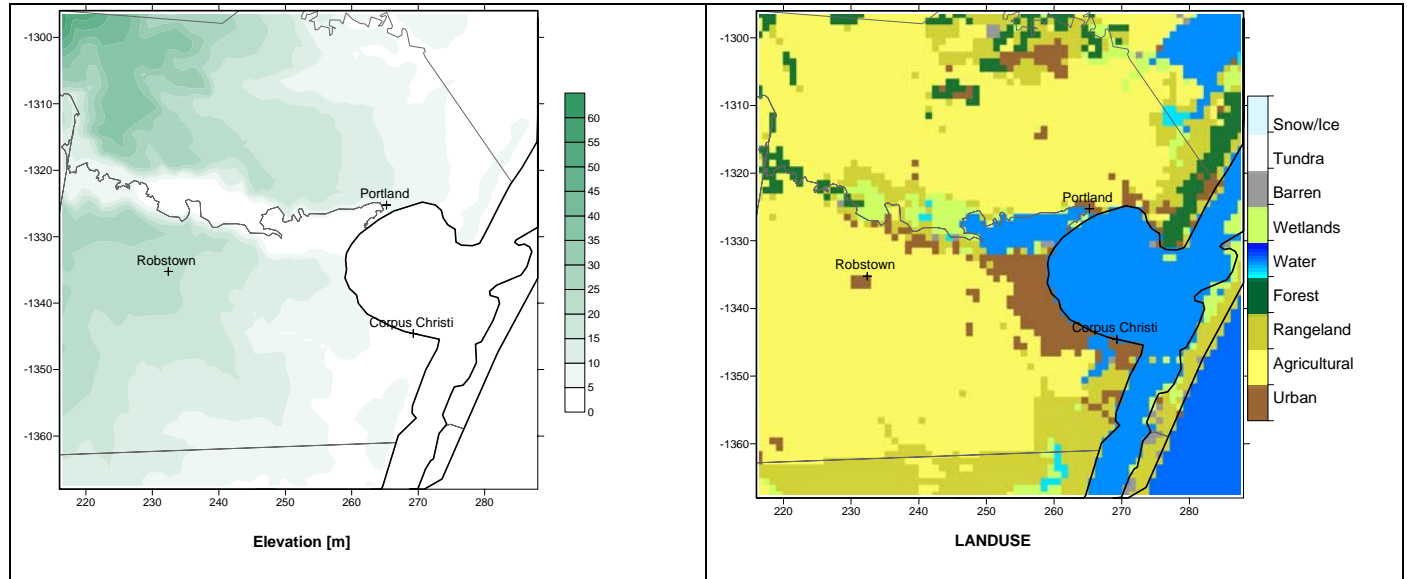 -1300
-1310
-1320
-1330
-1340
-1350
-1360
220
230
240
250
260
270
280
Portland
Robstown
Corpus Christi
60
55
50
45
40
35
30
25
20
15
10
5
0
Elevation [m]
-1300
-1310
-1320
-1330
-1340
-1350
-1360
220
230
240
250
260
270
280
Portland
Robstown
Corpus Christi
Snow/Ice
Tundra
Barren
Wetlands
Water
Forest
Rangeland
Agricultural
Urban
LANDUSE